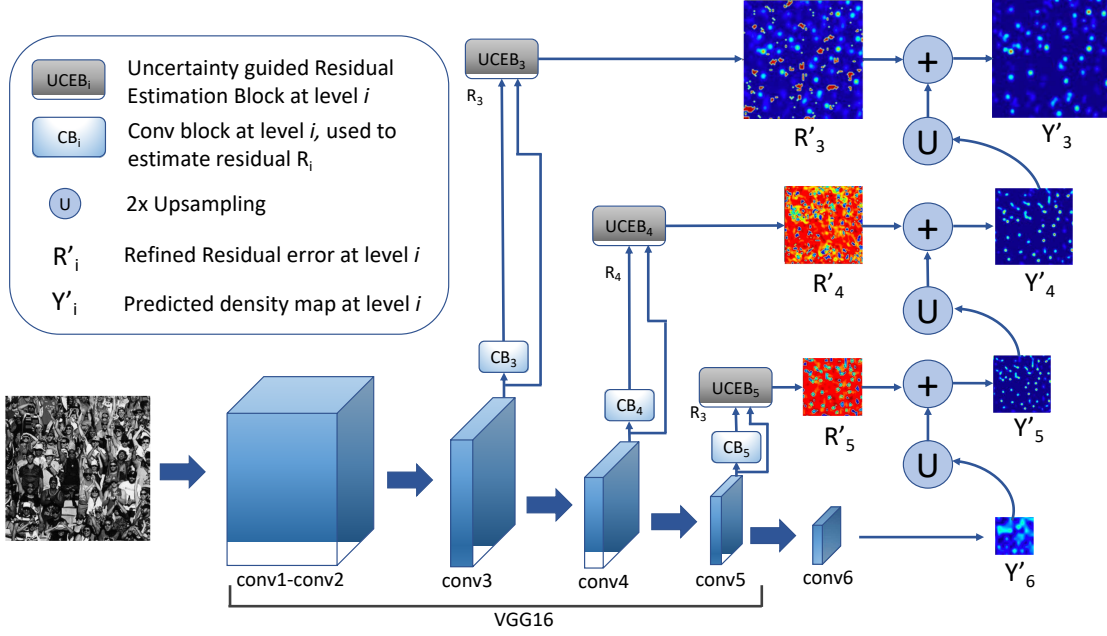 UCEBᵢ Uncertainty guided Residual
Estimation Block at level i
CBᵢ Conv block at level i, used to
estimate residual Rᵢ
U 2x Upsampling
R'ᵢ Refined Residual error at level i
Y'ᵢ Predicted density map at level i
UCEB₃
R₃
CB₃
R'₃
+
U
Y'₃
UCEB₄
R₄
CB₄
R'₄
+
U
Y'₄
UCEB₅
R₃
CB₅
R'₅
+
U
Y'₅
Y'₆
conv1-conv2
conv3
conv4
conv5
conv6
VGG16